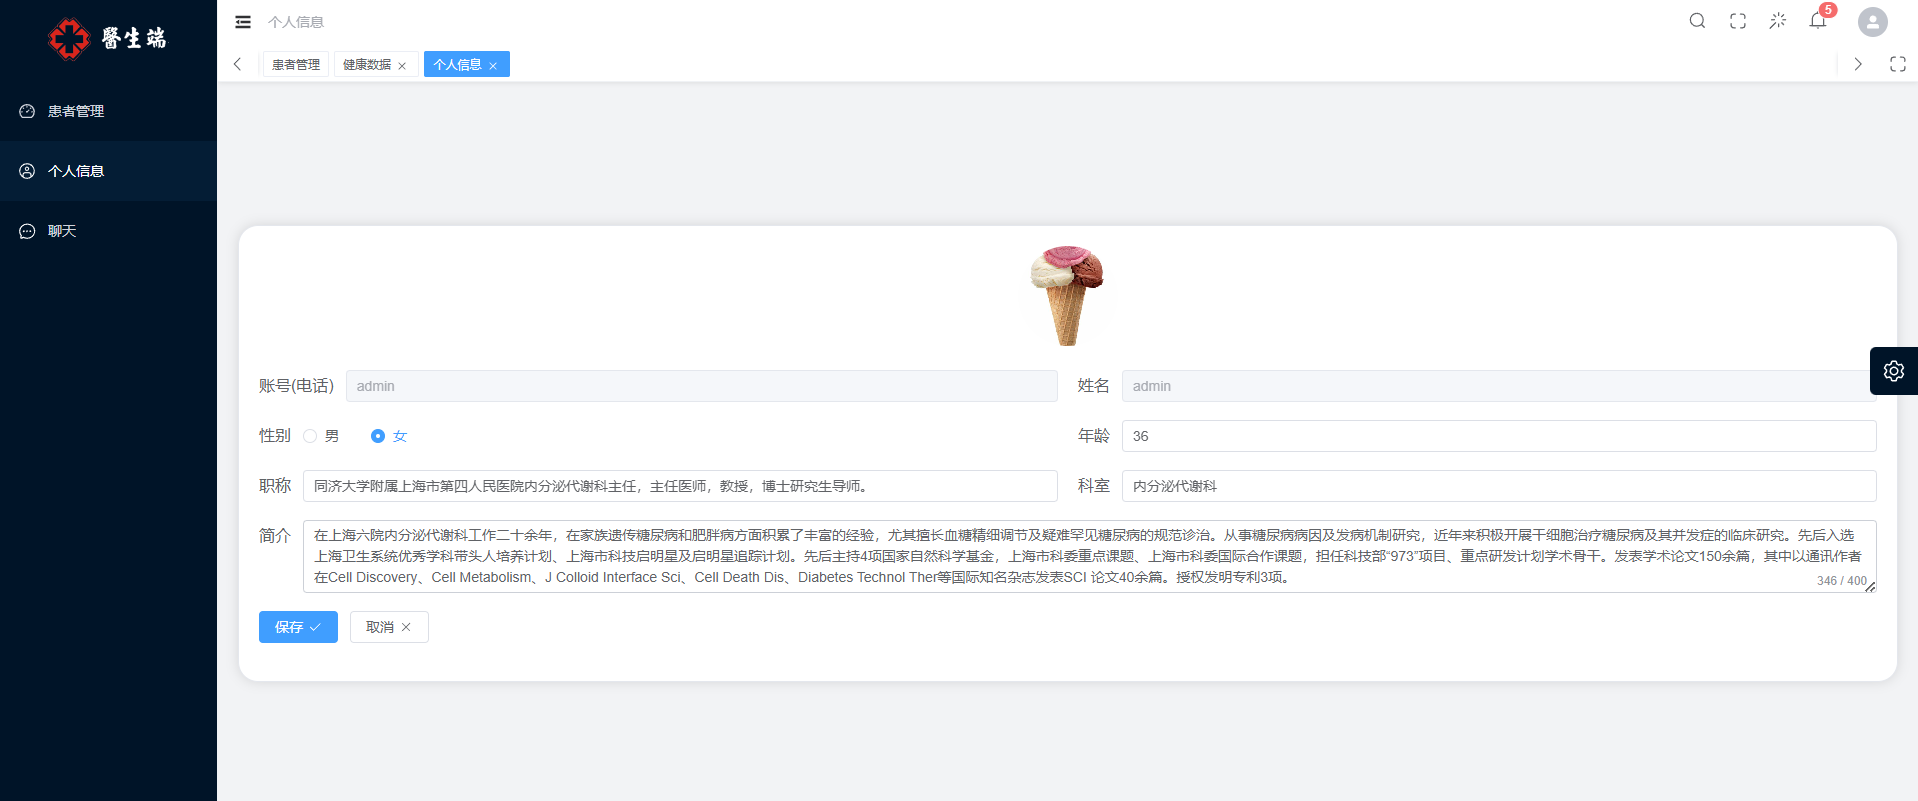 醫生端
个人信息
5
患者管理
健康数据
个人信息
患者管理
个人信息
聊天
账号(电话) admin
姓名 admin
性别 男 女
年龄 36
职称 同济大学附属上海市第四人民医院内分泌代谢科主任，主任医师，教授，博士研究生导师。
科室 内分泌代谢科
简介 在上海六院内分泌代谢科工作二十余年，在家族遗传糖尿病和肥胖病方面积累了丰富的经验，尤其擅长血糖精细调节及疑难罕见糖尿病的规范诊治。从事糖尿病病因及发病机制研究，近年来积极开展干细胞治疗糖尿病及其并发症的临床研究。先后入选
上海卫生系统优秀学科带头人培养计划、上海市科技启明星及启明星追踪计划。先后主持4项国家自然科学基金，上海市科委重点课题、上海市科委国际合作课题，担任科技部“973”项目、重点研发计划学术骨干。发表学术论文150余篇，其中以通讯作者
在Cell Discovery、Cell Metabolism、J Colloid Interface Sci、Cell Death Dis、Diabetes Technol Ther等国际知名杂志发表SCI 论文40余篇。授权发明专利3项。
346 / 400
保存
取消